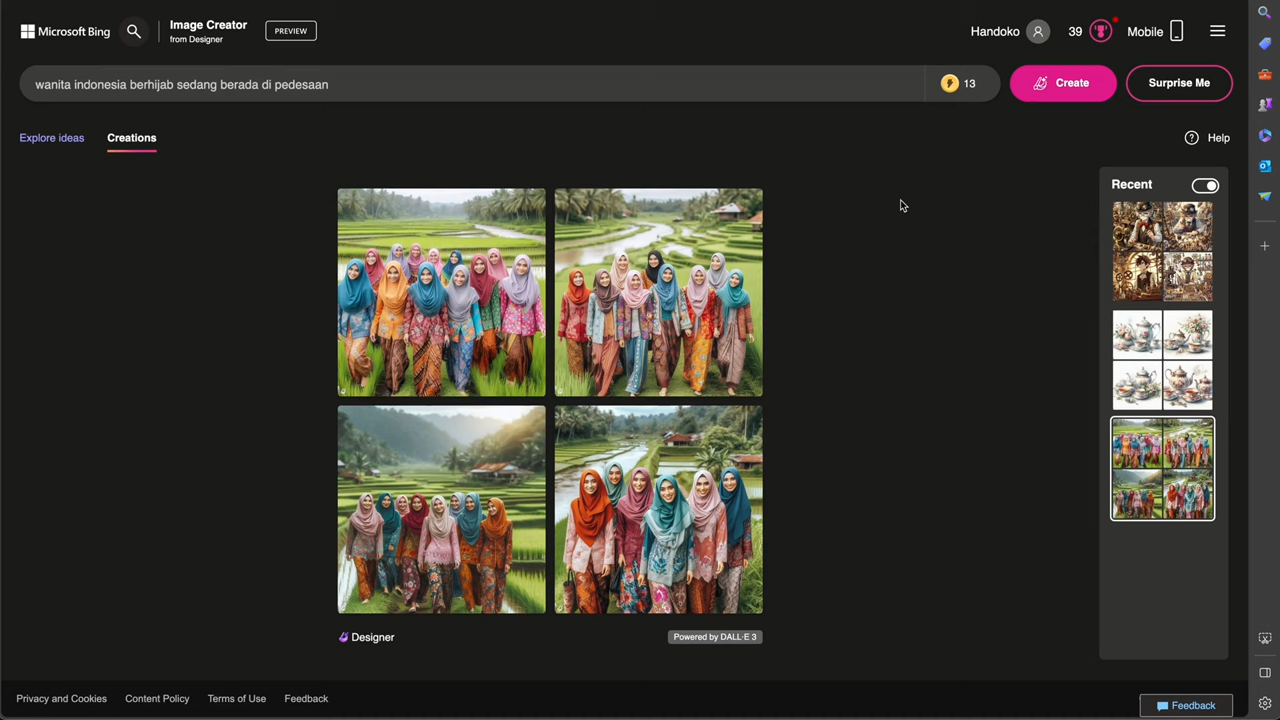 Microsoft Bing
Image Creator
from Designer
PREVIEW
Handoko
39
Mobile
wanita indonesia berhijab sedang berada di pedesaan
13
Create
Surprise Me
Explore ideas
Creations
Help
Recent
Designer
Powered by DALL·E 3
Privacy and Cookies
Content Policy
Terms of Use
Feedback
Feedback